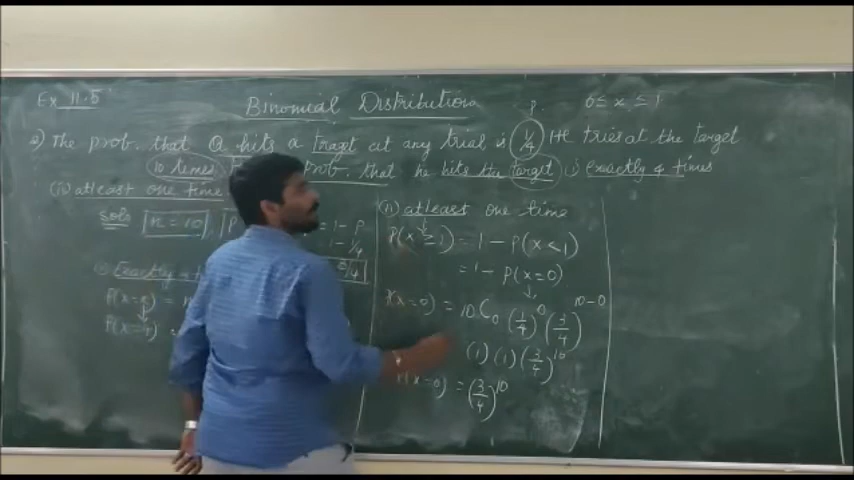 Ex 11.5
Binomial Distribution
P.
0 ≤ x ≤ 1
2) The prob. that Q hits a traget at any trial is 1/4 He tries at the target
10 times prob. that he hits the target (i) Exactly 4 times
(ii) atleast one time
Soln n = 10, P = 1 - P
= 1 - 1/4
3/4
(i) Exactly 4
P(X=4) =
(ii) atleast one time
P(X ≥ 1) = 1 - P(X < 1)
= 1 - P(X=0)
P(X=0) = 10C0 (1/4)^0 (3/4)^10-0
(1) (1) (3/4)^10
P(X=0) = (3/4)^10